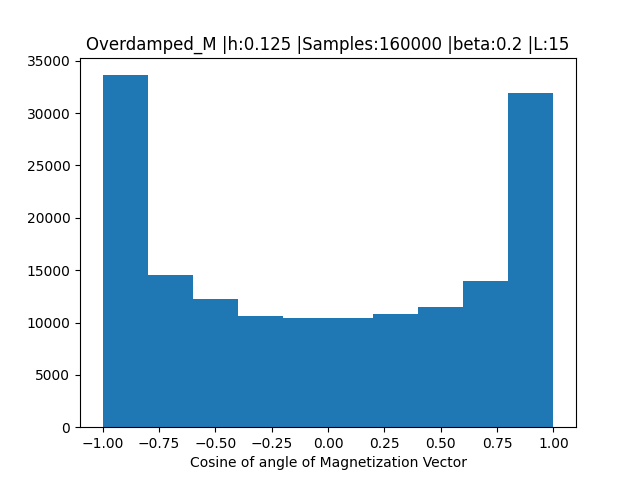 Overdamped_M |h:0.125 |Samples:160000 |beta:0.2 |L:15
35000
30000
25000
20000
15000
10000
5000
0
−1.00 −0.75 −0.50 −0.25 0.00 0.25 0.50 0.75 1.00
Cosine of angle of Magnetization Vector